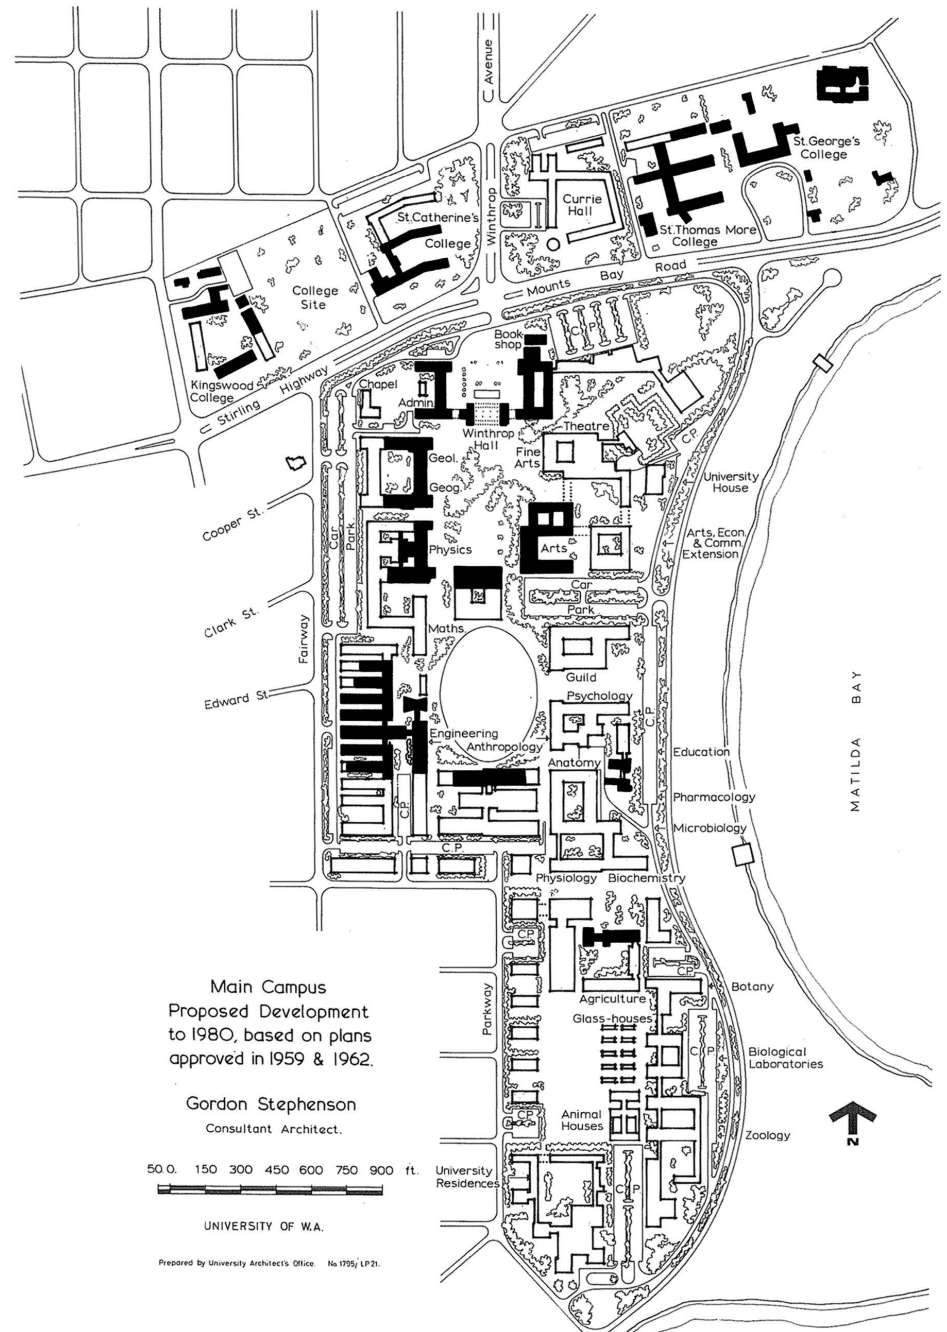 Avenue
Winthrop
St. George's
College
Currie
Hall
St. Thomas More
College
St. Catherine's
College
College
Site
Kingswood
College
Mounts Bay Road
Stirling Highway
C.P.
Book-
shop
Chapel
Admin.
Winthrop
Hall
Theatre
Fine
Arts
C.P.
Geol.
Geog.
University
House
Cooper St.
Car
Park
Physics
Arts
Arts, Econ.
& Comm.
Extension
Car
Park
Clark St.
Fairway
Maths.
Guild
Edward St.
Psychology
C.P.
Engineering
Anthropology
Education
Anatomy
Pharmacology
C.P.
Microbiology
C.P.
Physiology
Biochemistry
MATILDA BAY
C.P.
C.P.
Botany
Agriculture
Parkway
Glass-houses
C.P.
Biological
Laboratories
Animal
Houses
C.P.
Zoology
N
University
Residences
C.P.
Main Campus
Proposed Development
to 1980, based on plans
approved in 1959 & 1962.
Gordon Stephenson
Consultant Architect.
50 0. 150 300 450 600 750 900 ft.
UNIVERSITY OF W.A.
Prepared by University Architect's Office. No. 1795/ LP 21.